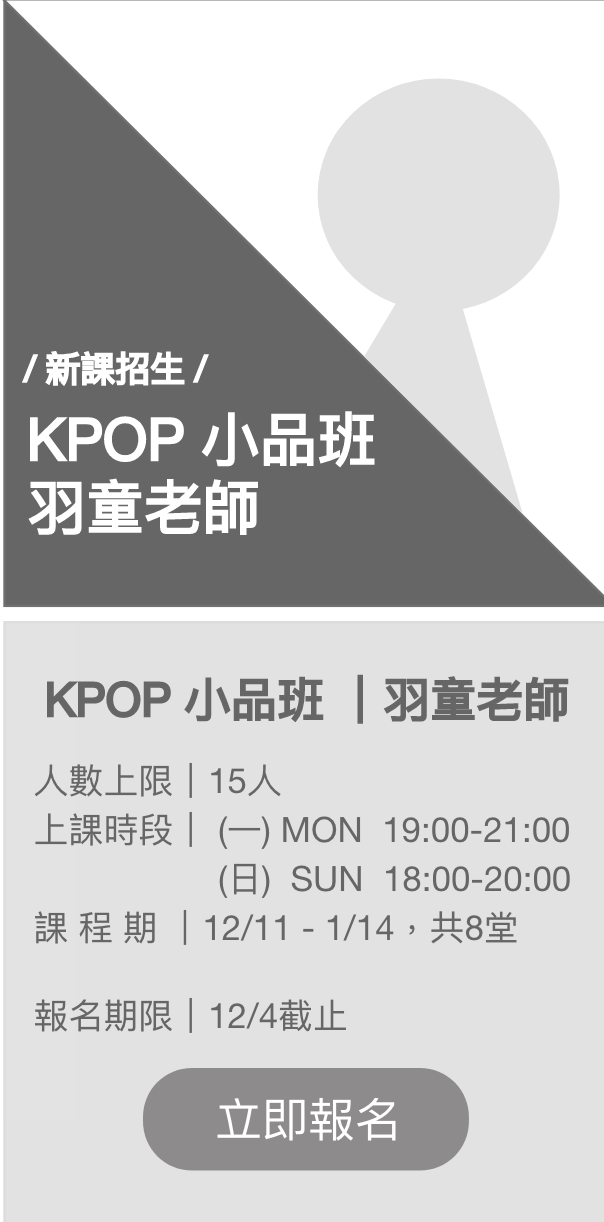 / 新課招生 /
KPOP 小品班
羽童老師
KPOP 小品班 ｜羽童老師
人數上限｜15人
上課時段｜ (一) MON 19:00-21:00
(日) SUN 18:00-20:00
課 程 期 ｜12/11 - 1/14，共8堂
報名期限｜12/4截止
立即報名